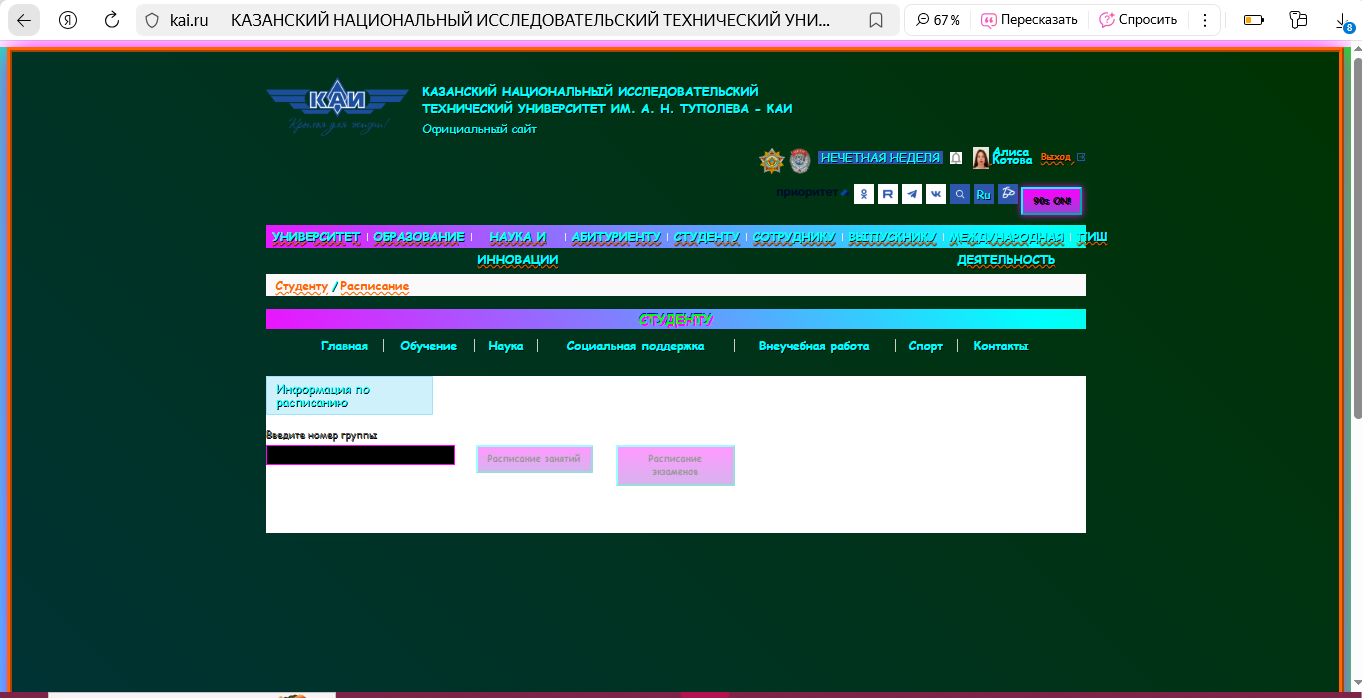 kai.ru КАЗАНСКИЙ НАЦИОНАЛЬНЫЙ ИССЛЕДОВАТЕЛЬСКИЙ ТЕХНИЧЕСКИЙ УНИ... 67 % Пересказать Спросить 8
КАИ
Крылья для жизни!
КАЗАНСКИЙ НАЦИОНАЛЬНЫЙ ИССЛЕДОВАТЕЛЬСКИЙ
ТЕХНИЧЕСКИЙ УНИВЕРСИТЕТ ИМ. А. Н. ТУПОЛЕВА - КАИ
Официальный сайт
НЕЧЕТНАЯ НЕДЕЛЯ Алиса
Котова Выход
приоритет Ru 90s ON!
УНИВЕРСИТЕТ ОБРАЗОВАНИЕ НАУКА И АБИТУРИЕНТУ СТУДЕНТУ СОТРУДНИКУ ВЫПУСКНИКУ МЕЖДУНАРОДНАЯ ПИШ
ИННОВАЦИИ ДЕЯТЕЛЬНОСТЬ
Студенту / Расписание
СТУДЕНТУ
Главная Обучение Наука Социальная поддержка Внеучебная работа Спорт Контакты
Информация по
расписанию
Введите номер группы:
Расписание занятий Расписание
экзаменов